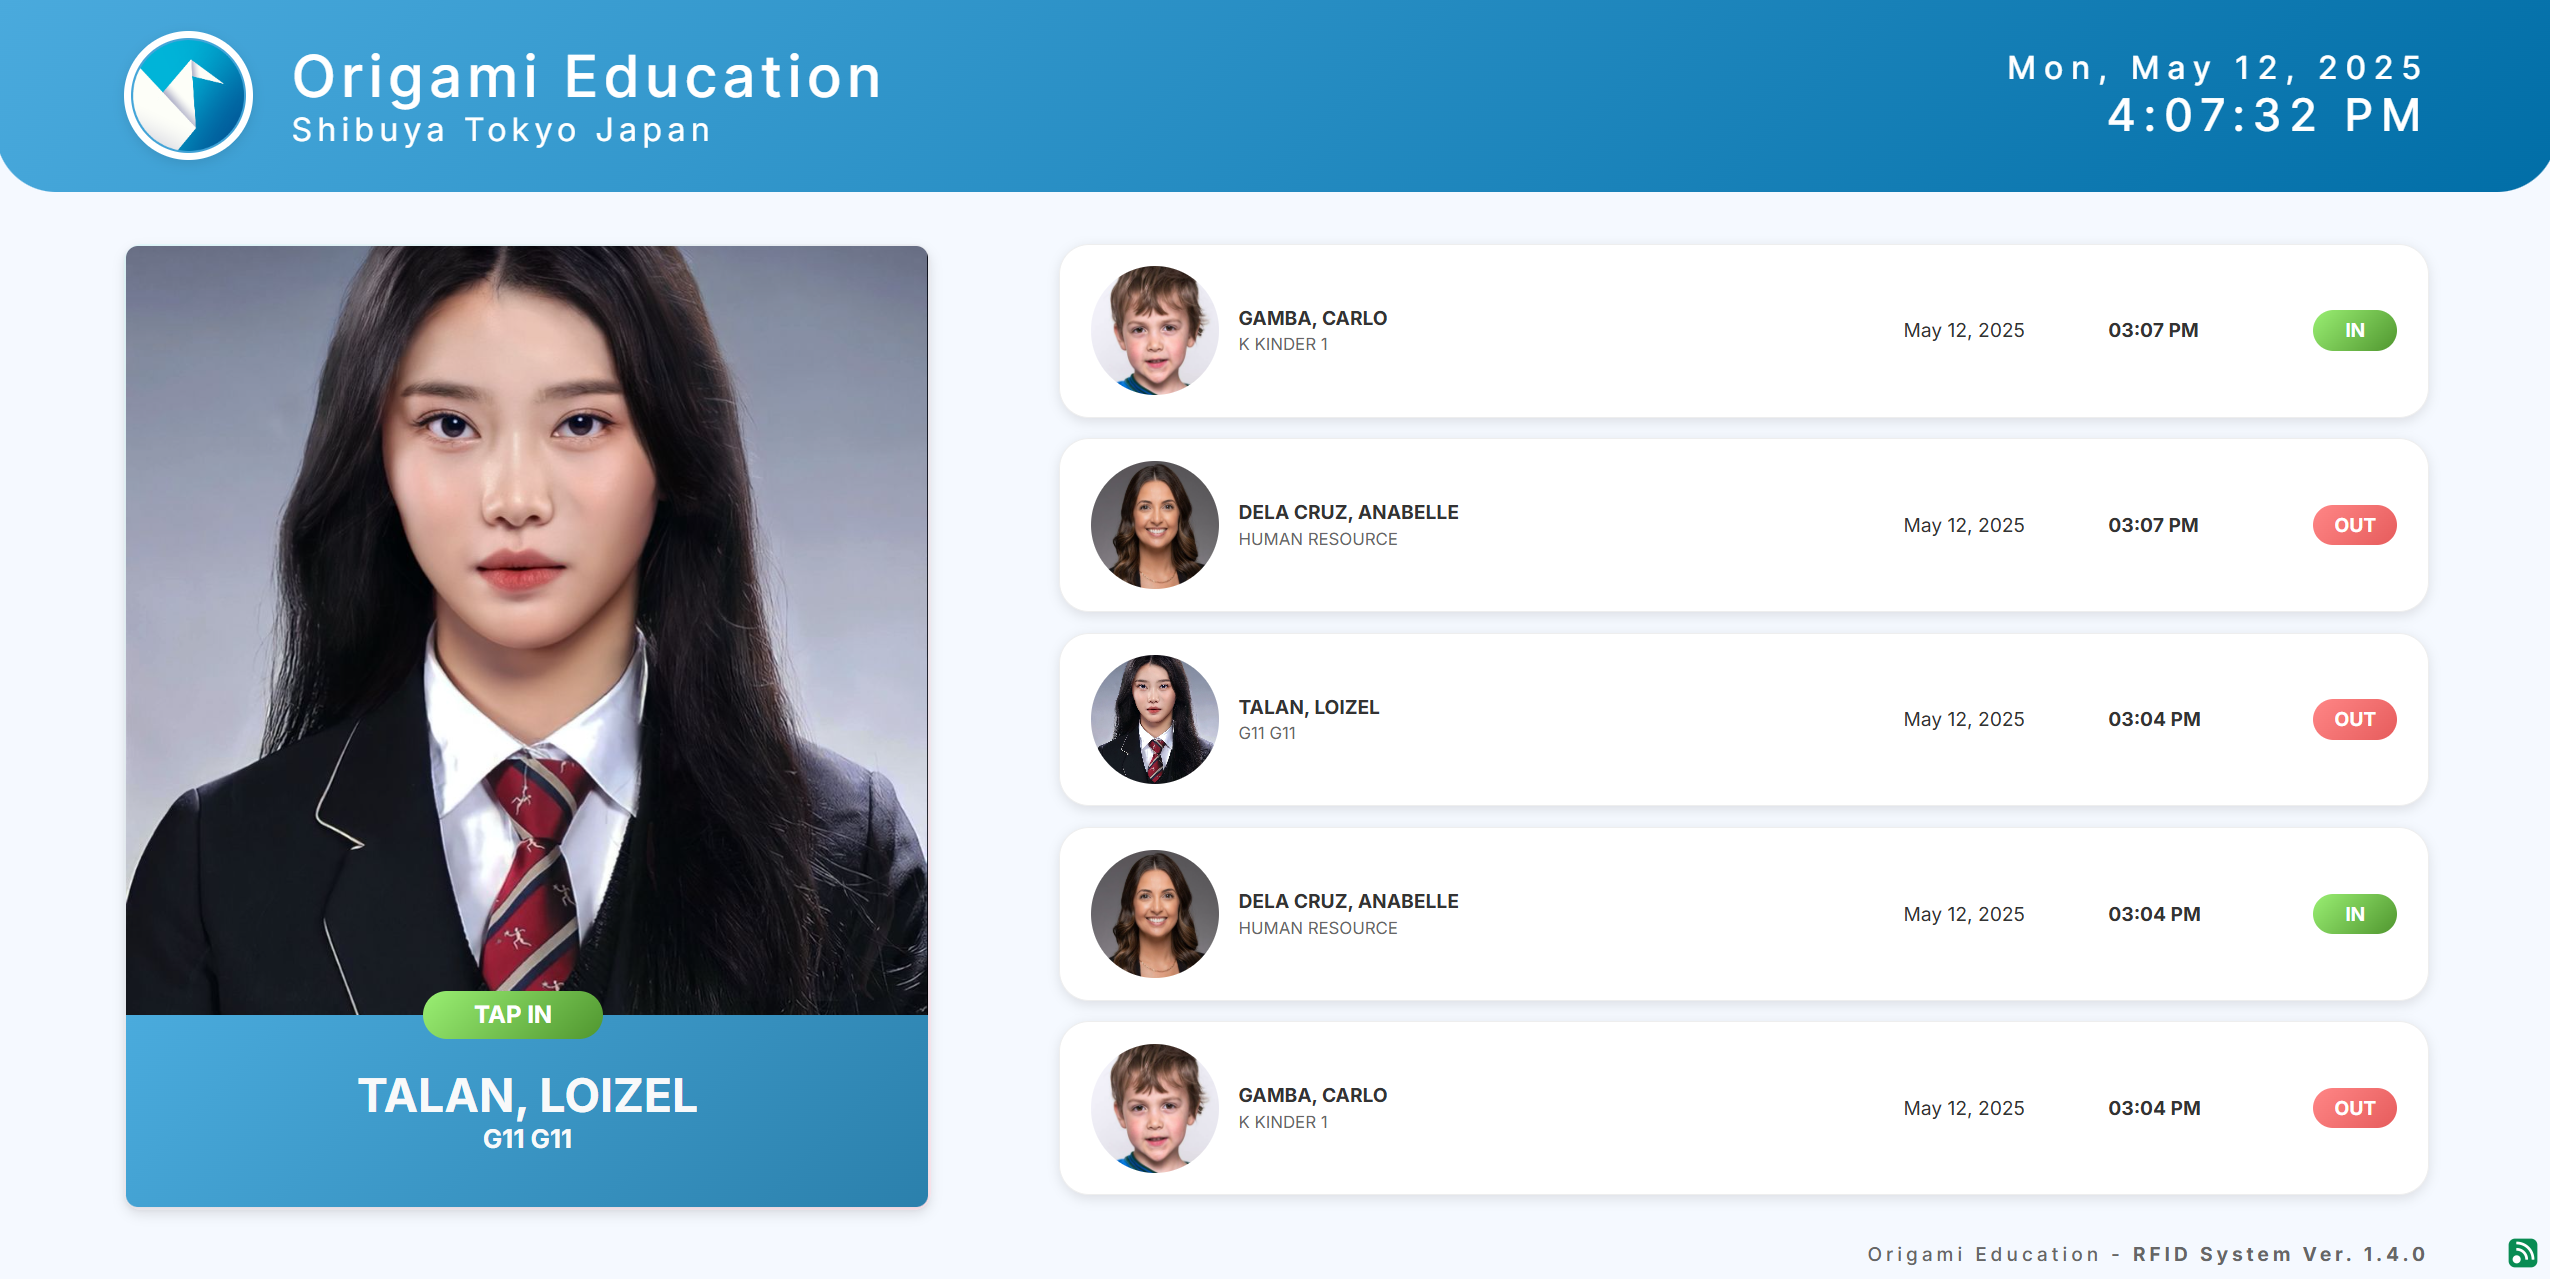 Origami Education
Shibuya Tokyo Japan
Mon, May 12, 2025
4:07:32 PM
TAP IN
TALAN, LOIZEL
G11 G11
GAMBA, CARLO
K KINDER 1
May 12, 2025
03:07 PM
IN
DELA CRUZ, ANABELLE
HUMAN RESOURCE
May 12, 2025
03:07 PM
OUT
TALAN, LOIZEL
G11 G11
May 12, 2025
03:04 PM
OUT
DELA CRUZ, ANABELLE
HUMAN RESOURCE
May 12, 2025
03:04 PM
IN
GAMBA, CARLO
K KINDER 1
May 12, 2025
03:04 PM
OUT
Origami Education - RFID System Ver. 1.4.0